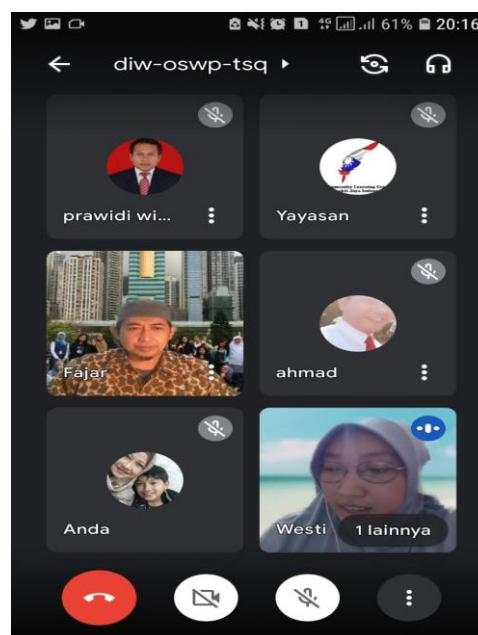 61% 20:16
diw-oswp-tsq
prawidi wi...
Yayasan
Fajar
ahmad
Anda
Westi
1 lainnya